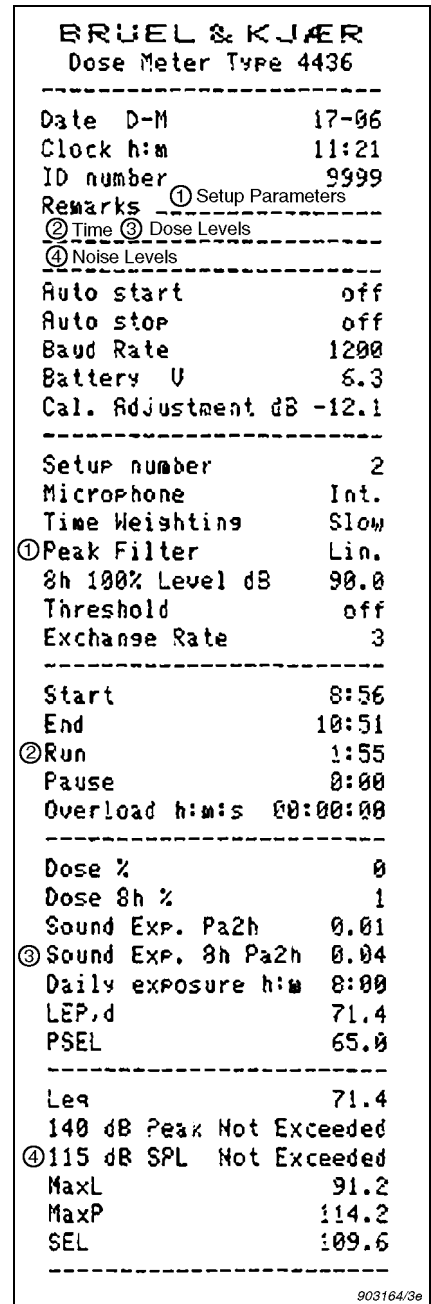 BRÜEL & KJÆR
Dose Meter Type 4436
Date D-M 17-06
Clock h:m 11:21
ID number 9999
Remarks ① Setup Parameters
② Time ③ Dose Levels
④ Noise Levels
Auto start off
Auto stop off
Baud Rate 1200
Battery V 6.3
Cal. Adjustment dB -12.1
Setup number 2
Microphone Int.
Time Weighting Slow
①Peak Filter Lin.
8h 100% Level dB 90.0
Threshold off
Exchange Rate 3
Start 8:56
End 10:51
②Run 1:55
Pause 0:00
Overload h:m:s 00:00:08
Dose % 0
Dose 8h % 1
Sound Exp. Pa2h 0.01
③Sound Exp. 8h Pa2h 0.04
Daily exposure h:m 8:00
LEP,d 71.4
PSEL 65.0
Leq 71.4
140 dB Peak Not Exceeded
④115 dB SPL Not Exceeded
MaxL 91.2
MaxP 114.2
SEL 109.6
903164/3e